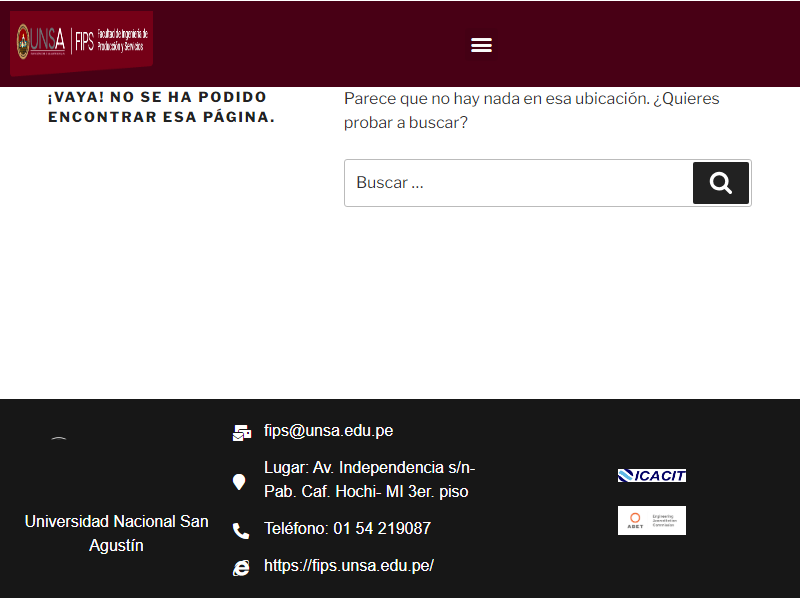 UNSA
FIPS
Facultad de Ingeniería de
Producción y Servicios
¡VAYA! NO SE HA PODIDO
ENCONTRAR ESA PÁGINA.
Parece que no hay nada en esa ubicación. ¿Quieres
probar a buscar?
Buscar …
fips@unsa.edu.pe
Lugar: Av. Independencia s/n-
Pab. Caf. Hochi- MI 3er. piso
Teléfono: 01 54 219087
https://fips.unsa.edu.pe/
Universidad Nacional San
Agustín
ICACIT
ABET
Engineering
Accreditation
Commission